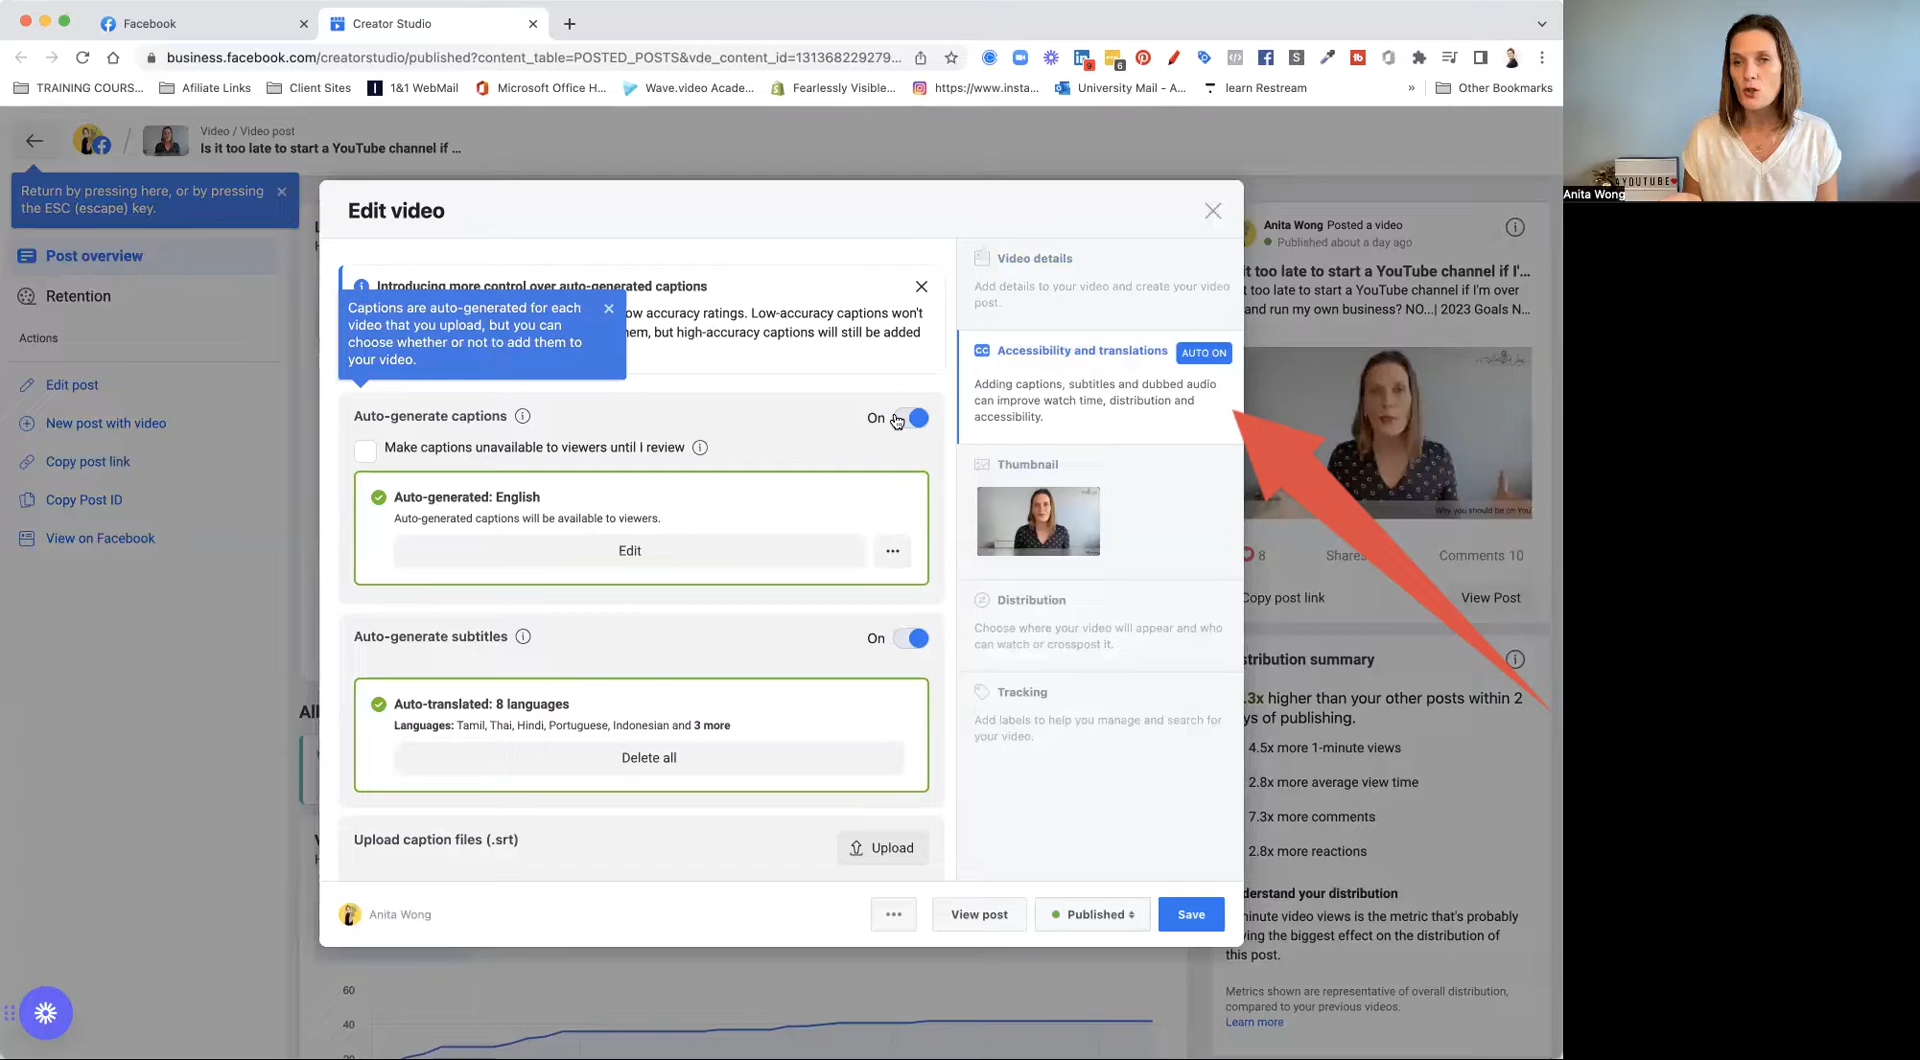 Facebook
Creator Studio
business.facebook.com/creatorstudio/published?content_table=POSTED_POSTS&vde_content_id=131368229279...
9
6
TRAINING COURS...
Afiliate Links
Client Sites
1&1 WebMail
Microsoft Office H...
Wave.video Acade...
Fearlessly Visible...
https://www.insta...
University Mail - A...
learn Restream
»
Other Bookmarks
Video / Video post
Is it too late to start a YouTube channel if ...
Return by pressing here, or by pressing
the ESC (escape) key.
Post overview
Retention
Actions
Edit post
New post with video
Copy post link
Copy Post ID
View on Facebook
Edit video
Introducing more control over auto-generated captions
ow accuracy ratings. Low-accuracy captions won't
hem, but high-accuracy captions will still be added
Captions are auto-generated for each
video that you upload, but you can
choose whether or not to add them to
your video.
Auto-generate captions
On
Make captions unavailable to viewers until I review
Auto-generated: English
Auto-generated captions will be available to viewers.
Edit
Auto-generate subtitles
On
Auto-translated: 8 languages
Languages: Tamil, Thai, Hindi, Portuguese, Indonesian and 3 more
Delete all
Upload caption files (.srt)
Upload
Anita Wong
View post
Published
Save
Video details
Add details to your video and create your video
post.
CC
Accessibility and translations
AUTO ON
Adding captions, subtitles and dubbed audio
can improve watch time, distribution and
accessibility.
Thumbnail
Distribution
Choose where your video will appear and who
can watch or crosspost it.
Tracking
Add labels to help you manage and search for
your video.
Anita Wong Posted a video
Published about a day ago
t too late to start a YouTube channel if I'...
t too late to start a YouTube channel if I'm over
and run my own business? NO...| 2023 Goals N...
Why you should be on You
8
Shares
Comments 10
Copy post link
View Post
stribution summary
.3x higher than your other posts within 2
ys of publishing.
4.5x more 1-minute views
2.8x more average view time
7.3x more comments
2.8x more reactions
derstand your distribution
minute video views is the metric that's probably
ving the biggest effect on the distribution of
this post.
Metrics shown are representative of overall distribution,
compared to your previous videos.
Learn more
60
40
20
YOUTUBE
Anita Wong